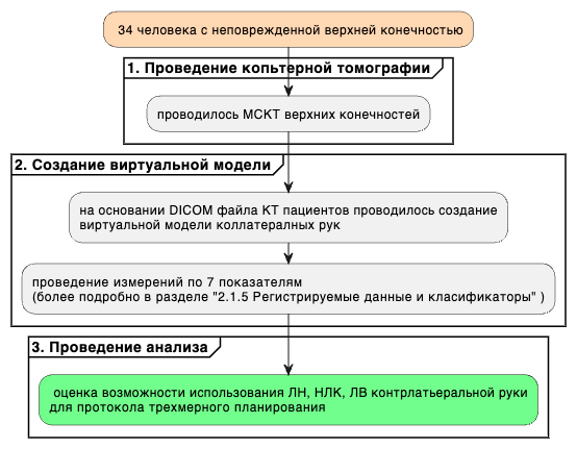 34 человека с неповрежденной верхней конечностью
1. Проведение копьтерной томографии
проводилось МСКТ верхних конечностей
2. Создание виртуальной модели
на основании DICOM файла КТ пациентов проводилось создание
виртуальной модели коллатералных рук
проведение измерений по 7 показателям
(более подробно в разделе "2.1.5 Регистрируемые данные и класификаторы" )
3. Проведение анализа
оценка возможности использования ЛН, НЛК, ЛВ контрлатьеральной руки
для протокола трехмерного планирования